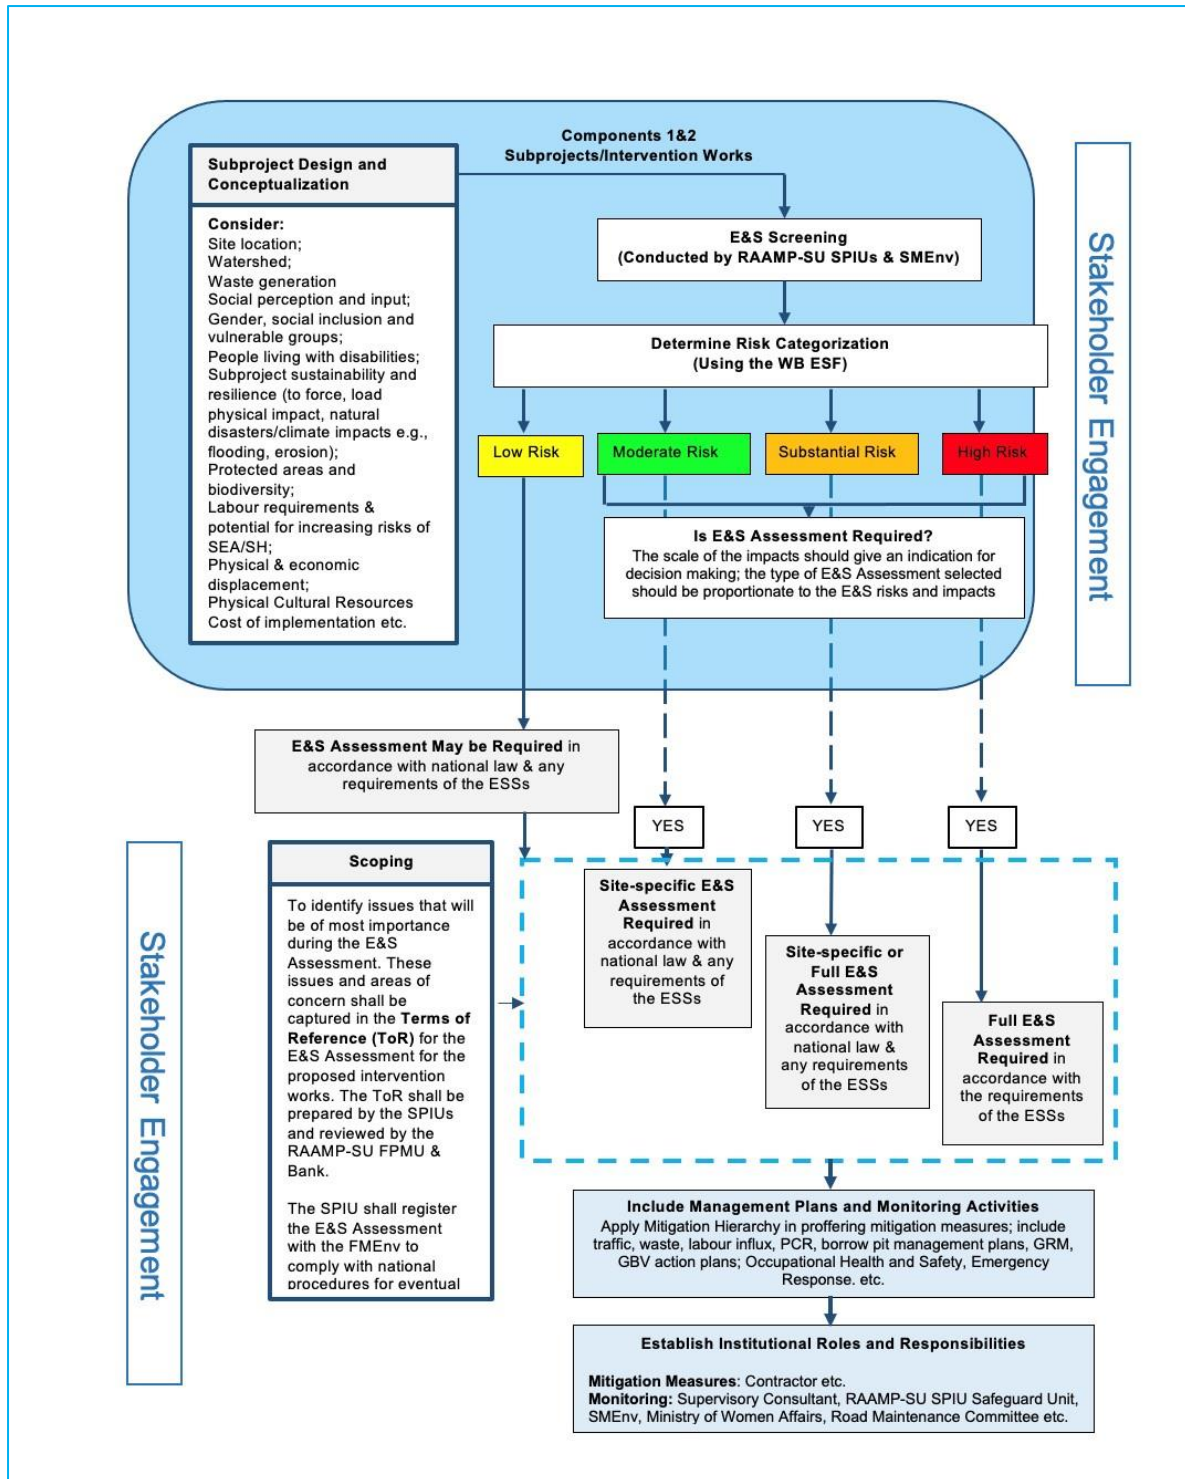 Components 1&2
Subprojects/Intervention Works
Subproject Design and
Conceptualization
Consider:
Site location;
Watershed;
Waste generation
Social perception and input;
Gender, social inclusion and
vulnerable groups;
People living with disabilities;
Subproject sustainability and
resilience (to force, load
physical impact, natural
disasters/climate impacts e.g.,
flooding, erosion);
Protected areas and
biodiversity;
Labour requirements &
potential for increasing risks of
SEA/SH;
Physical & economic
displacement;
Physical Cultural Resources
Cost of implementation etc.
E&S Screening
(Conducted by RAAMP-SU SPIUs & SMEnv)
Determine Risk Categorization
(Using the WB ESF)
Low Risk
Moderate Risk
Substantial Risk
High Risk
Is E&S Assessment Required?
The scale of the impacts should give an indication for
decision making; the type of E&S Assessment selected
should be proportionate to the E&S risks and impacts
Stakeholder Engagement
E&S Assessment May be Required in
accordance with national law & any
requirements of the ESSs
YES
YES
YES
Stakeholder Engagement
Scoping
To identify issues that will
be of most importance
during the E&S
Assessment. These
issues and areas of
concern shall be
captured in the Terms of
Reference (ToR) for the
E&S Assessment for the
proposed intervention
works. The ToR shall be
prepared by the SPIUs
and reviewed by the
RAAMP-SU FPMU &
Bank.
The SPIU shall register
the E&S Assessment
with the FMEnv to
comply with national
procedures for eventual
Site-specific E&S
Assessment
Required in
accordance with
national law & any
requirements of
the ESSs
Site-specific or
Full E&S
Assessment
Required in
accordance with
national law &
any requirements
of the ESSs
Full E&S
Assessment
Required in
accordance with
the requirements
of the ESSs
Include Management Plans and Monitoring Activities
Apply Mitigation Hierarchy in proffering mitigation measures; include
traffic, waste, labour influx, PCR, borrow pit management plans, GRM,
GBV action plans; Occupational Health and Safety, Emergency
Response. etc.
Establish Institutional Roles and Responsibilities
Mitigation Measures: Contractor etc.
Monitoring: Supervisory Consultant, RAAMP-SU SPIU Safeguard Unit,
SMEnv, Ministry of Women Affairs, Road Maintenance Committee etc.